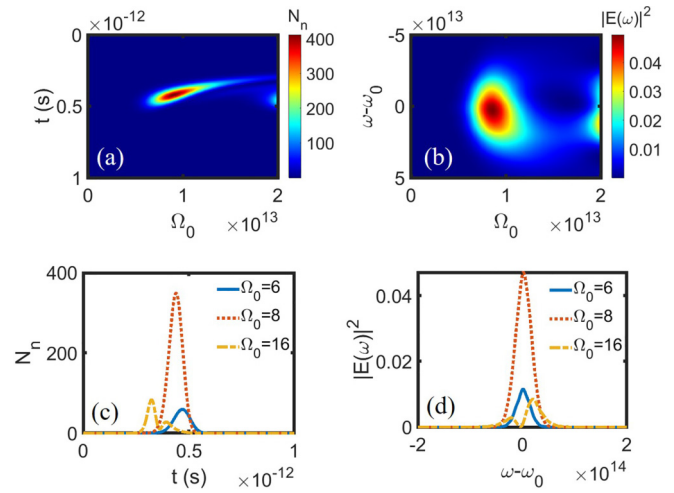 ×10⁻¹² Nₙ
0 400
300
t (s) 0.5 200
(a) 100
1
0 1 2
Ω₀ ×10¹³
×10¹³ |E(ω)|²
-5
0.04
0.03
ω-ω₀ 0 0.02
(b) 0.01
5
0 1 2
Ω₀ ×10¹³
400
Ω₀=6
Ω₀=8
Nₙ 200 Ω₀=16
(c)
0
0 0.5 1
t (s) ×10⁻¹²
0.04
Ω₀=6
Ω₀=8
|E(ω)|² 0.02 Ω₀=16
(d)
0
-2 0 2
ω-ω₀ ×10¹⁴